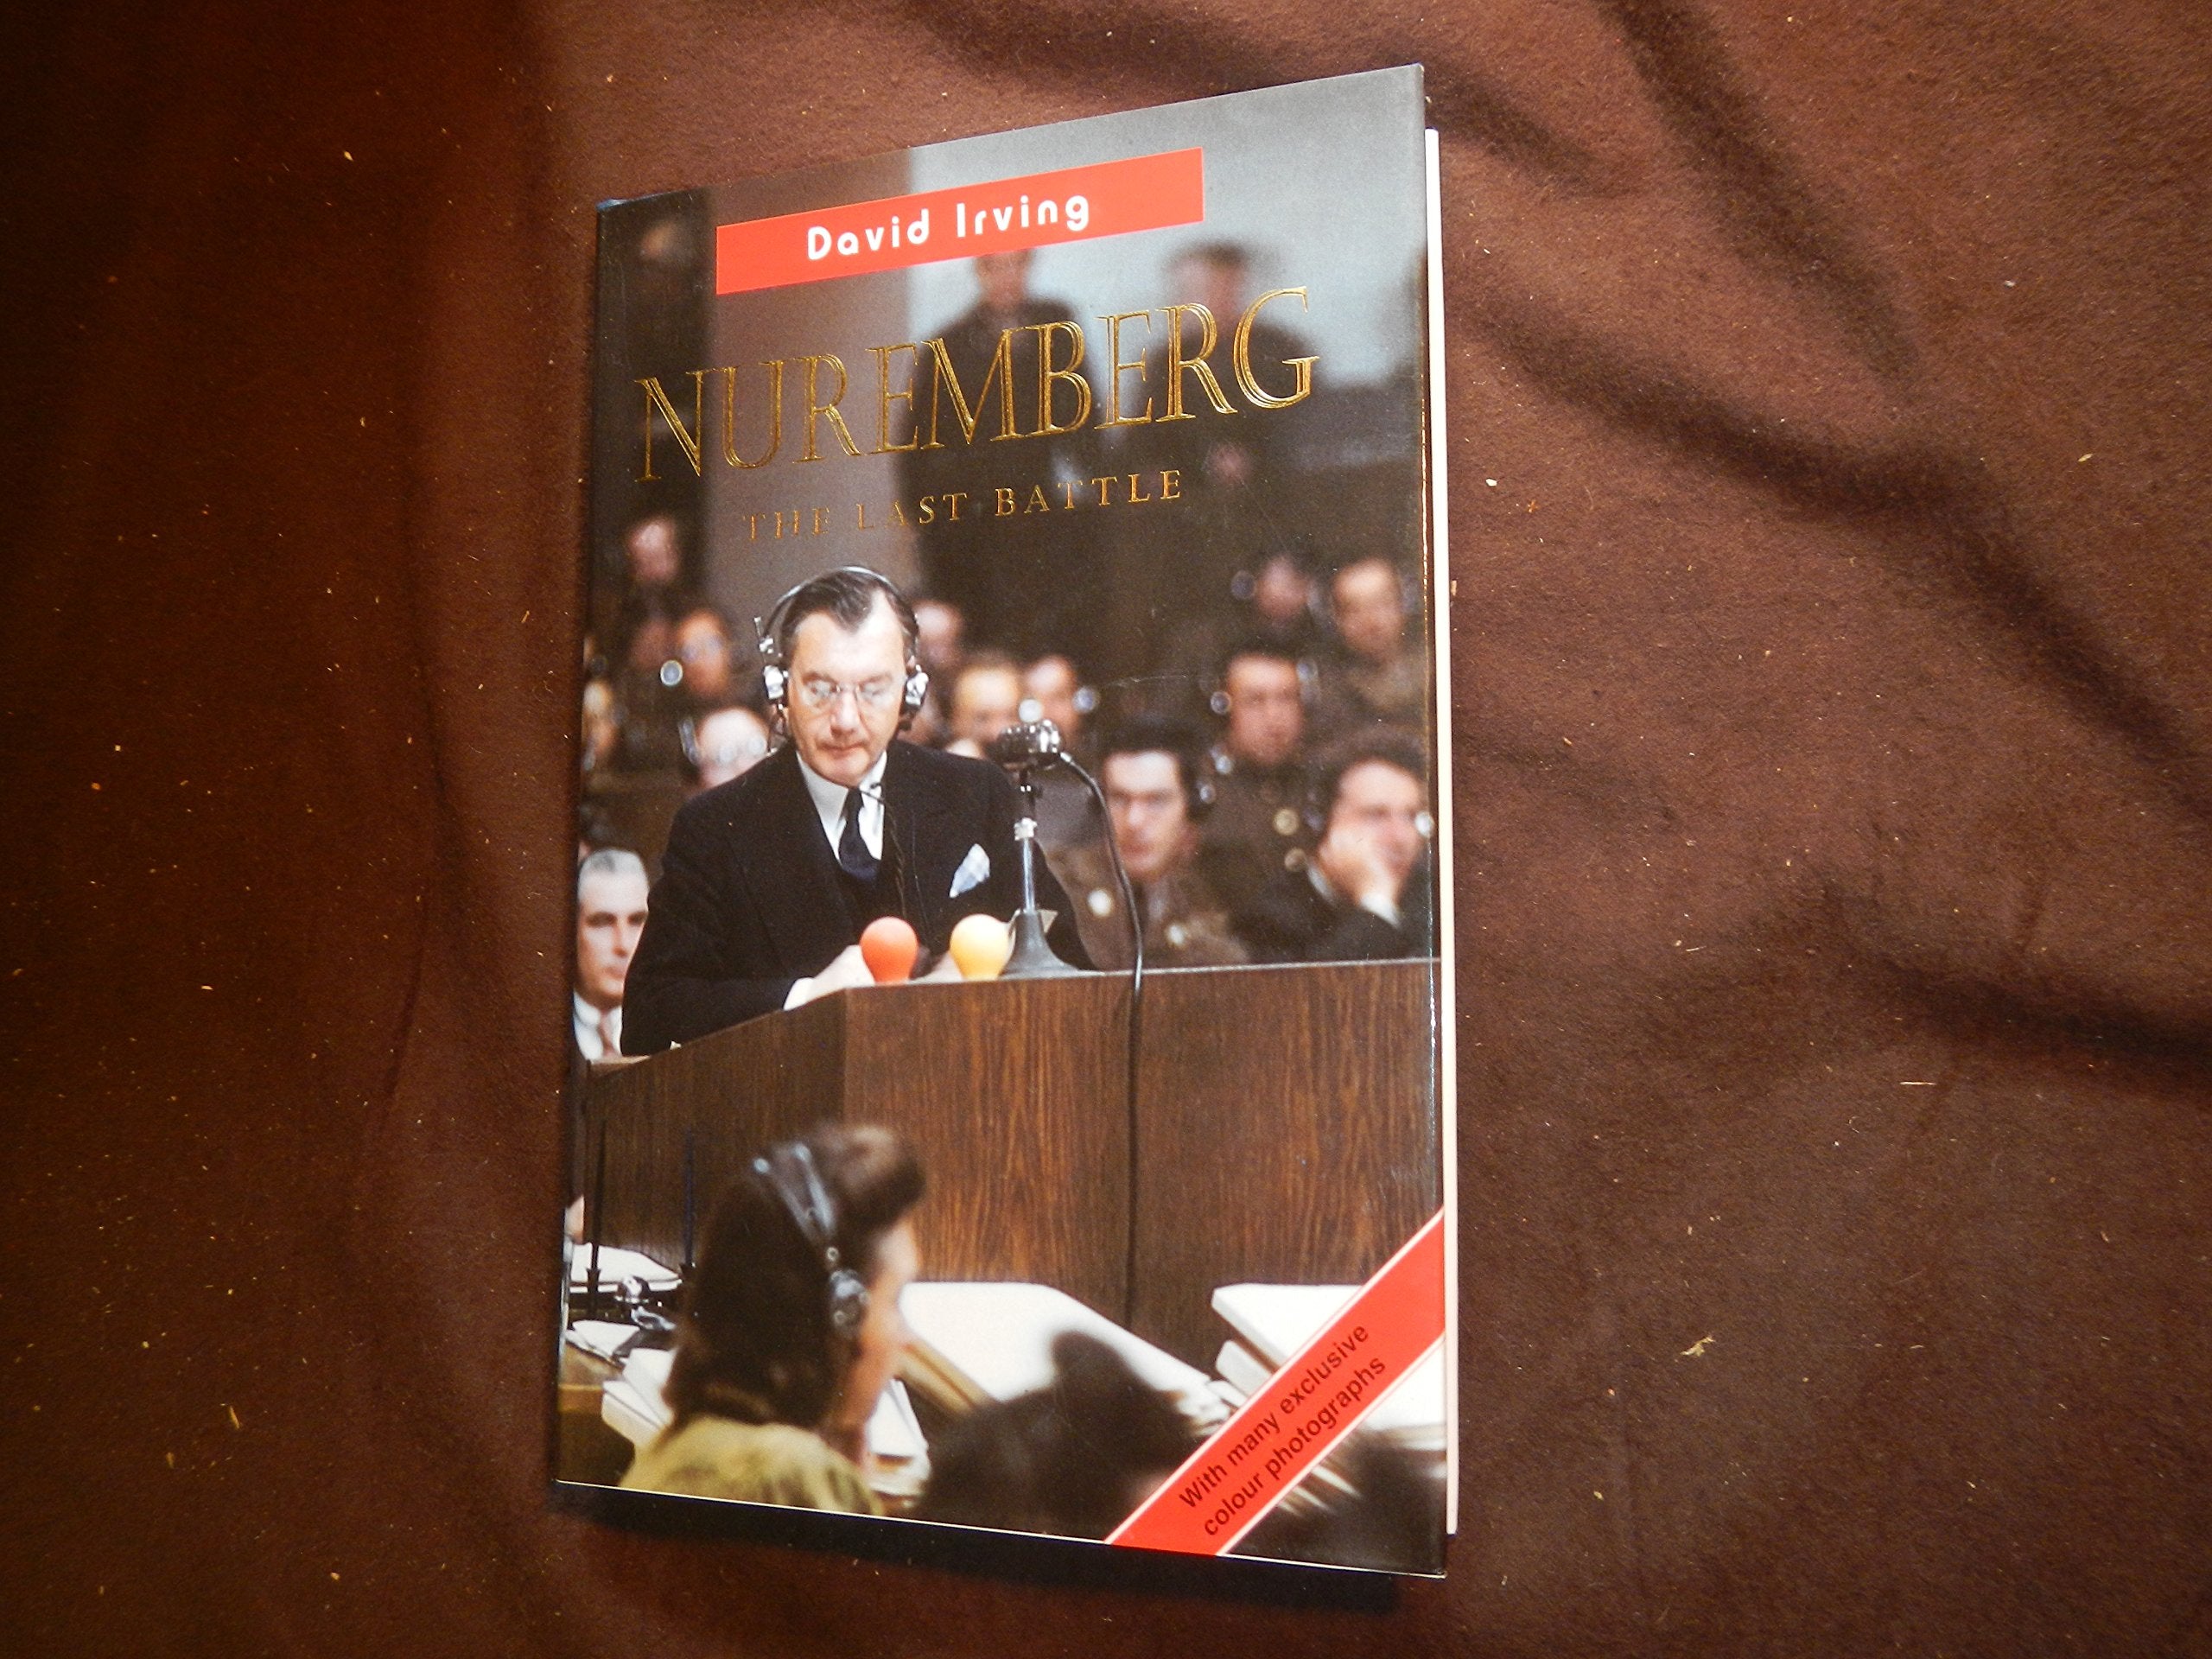 David Irving
NUREMBERG
THE LAST BATTLE
With many exclusive
colour photographs